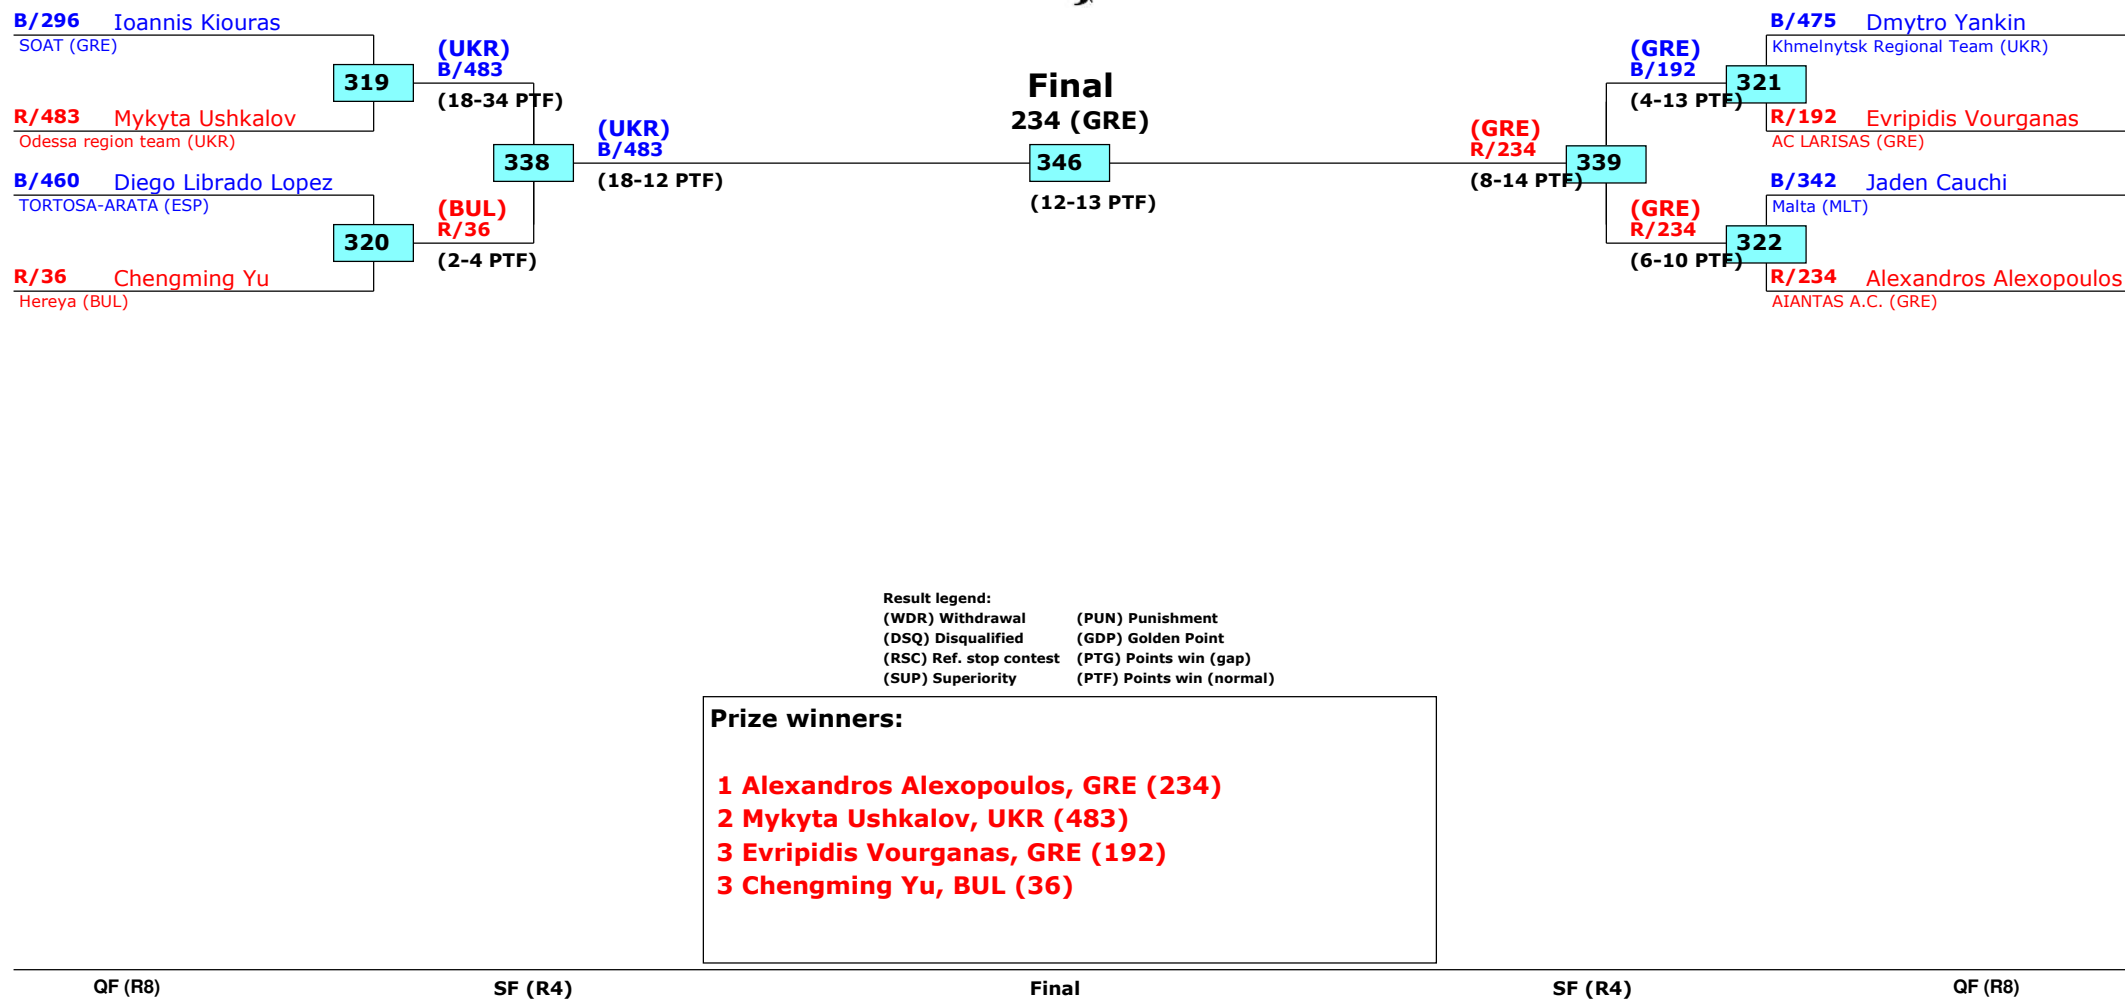 B/296 Ioannis Kiouras
SOAT (GRE)
R/483 Mykyta Ushkalov
Odessa region team (UKR)
B/460 Diego Librado Lopez
TORTOSA-ARATA (ESP)
R/36 Chengming Yu
Hereya (BUL)
319
320
(UKR)
B/483
(18-34 PTF)
(BUL)
R/36
(2-4 PTF)
338
(UKR)
B/483
(18-12 PTF)
Final
234 (GRE)
346
(12-13 PTF)
(GRE)
R/234
(8-14 PTF)
339
(GRE)
B/192
(4-13 PTF)
(GRE)
R/234
(6-10 PTF)
321
322
B/475 Dmytro Yankin
Khmelnytsk Regional Team (UKR)
R/192 Evripidis Vourganas
AC LARISAS (GRE)
B/342 Jaden Cauchi
Malta (MLT)
R/234 Alexandros Alexopoulos
AIANTAS A.C. (GRE)
Result legend:
(WDR) Withdrawal (PUN) Punishment
(DSQ) Disqualified (GDP) Golden Point
(RSC) Ref. stop contest (PTG) Points win (gap)
(SUP) Superiority (PTF) Points win (normal)
Prize winners:
1 Alexandros Alexopoulos, GRE (234)
2 Mykyta Ushkalov, UKR (483)
3 Evripidis Vourganas, GRE (192)
3 Chengming Yu, BUL (36)
QF (R8) SF (R4) Final SF (R4) QF (R8)